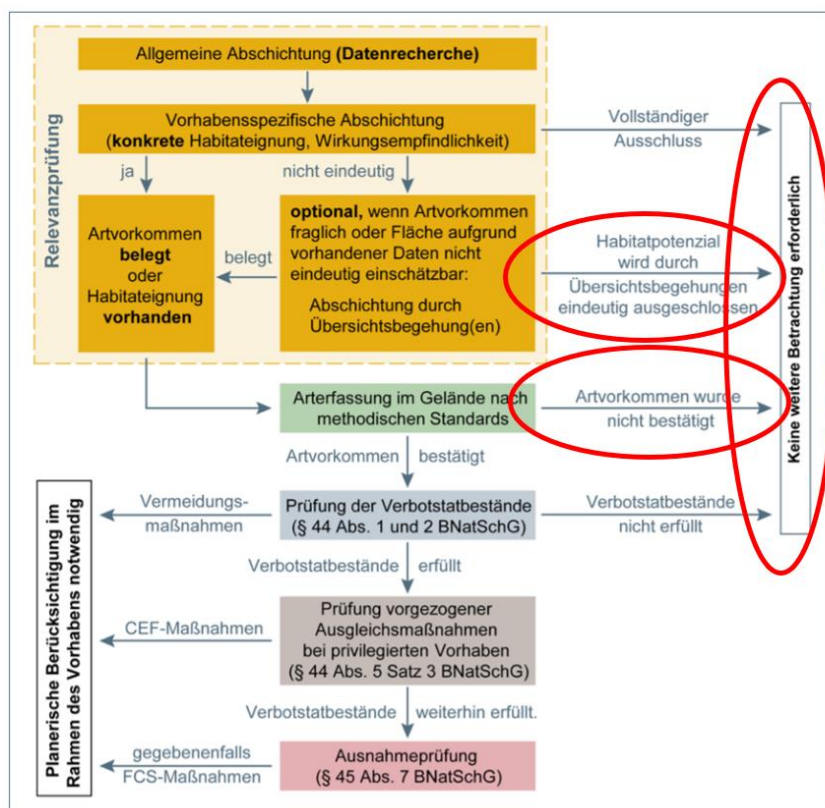 Allgemeine Abschichtung (Datenrecherche)
Relevanzprüfung
Vorhabensspezifische Abschichtung
(konkrete Habitateignung, Wirkungsempfindlichkeit)
Vollständiger
Ausschluss
ja
nicht eindeutig
Artvorkommen
belegt
oder
Habitateignung
vorhanden
belegt
optional, wenn Artvorkommen
fraglich oder Fläche aufgrund
vorhandener Daten nicht
eindeutig einschätzbar:
Abschichtung durch
Übersichtsbegehung(en)
Habitatpotenzial
wird durch
Übersichtsbegehungen
eindeutig ausgeschlossen
Keine weitere Betrachtung erforderlich
Arterfassung im Gelände nach
methodischen Standards
Artvorkommen wurde
nicht bestätigt
Artvorkommen bestätigt
Planerische Berücksichtigung im
Rahmen des Vorhabens notwendig
Vermeidungs-
maßnahmen
Prüfung der Verbotstatbestände
(§ 44 Abs. 1 und 2 BNatSchG)
Verbotstatbestände
nicht erfüllt
Verbotstatbestände erfüllt
CEF-Maßnahmen
Prüfung vorgezogener
Ausgleichsmaßnahmen
bei privilegierten Vorhaben
(§ 44 Abs. 5 Satz 3 BNatSchG)
Verbotstatbestände weiterhin erfüllt.
gegebenenfalls
FCS-Maßnahmen
Ausnahmeprüfung
(§ 45 Abs. 7 BNatSchG)